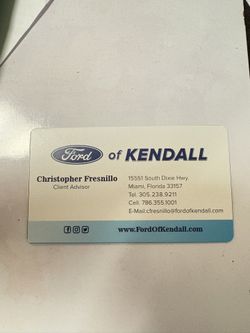 Ford of KENDALL
Christopher Fresnillo
Client Advisor
15551 South Dixie Hwy.
Miami, Florida 33157
Tel. 305.238.9211
Cell. 786.355.1001
E-Mail.cfresnillo@fordofkendall.com
www.FordOfKendall.com